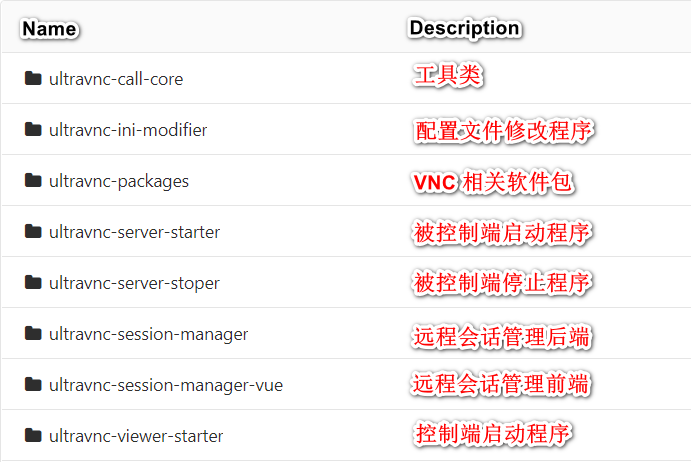 Name Description
ultravnc-call-core 工具类
ultravnc-ini-modifier 配置文件修改程序
ultravnc-packages VNC 相关软件包
ultravnc-server-starter 被控制端启动程序
ultravnc-server-stoper 被控制端停止程序
ultravnc-session-manager 远程会话管理后端
ultravnc-session-manager-vue 远程会话管理前端
ultravnc-viewer-starter 控制端启动程序